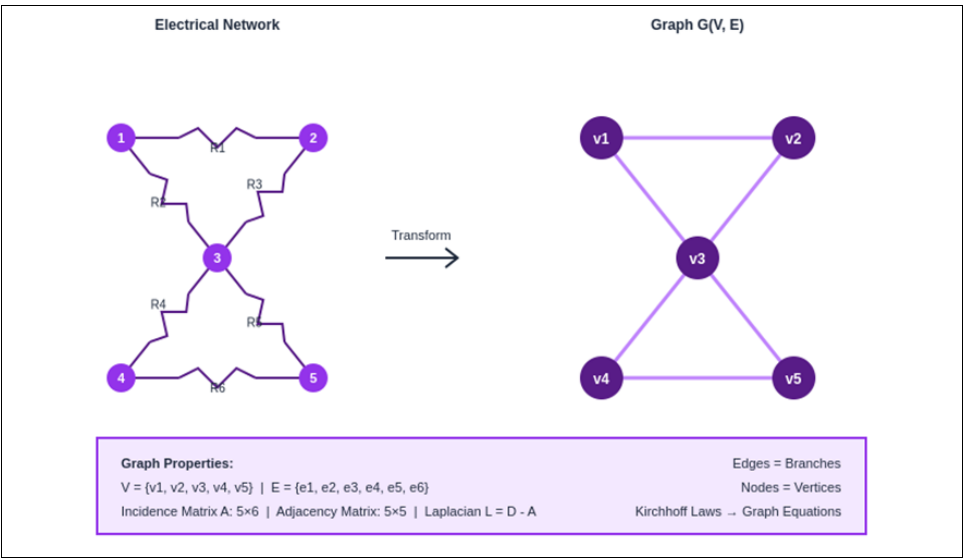 Electrical Network
Graph G(V, E)
1
2
R1
R2
R3
3
R4
R5
4
5
R6
Transform
v1
v2
v3
v4
v5
Graph Properties:
V = {v1, v2, v3, v4, v5} | E = {e1, e2, e3, e4, e5, e6}
Incidence Matrix A: 5×6 | Adjacency Matrix: 5×5 | Laplacian L = D - A
Edges = Branches
Nodes = Vertices
Kirchhoff Laws → Graph Equations